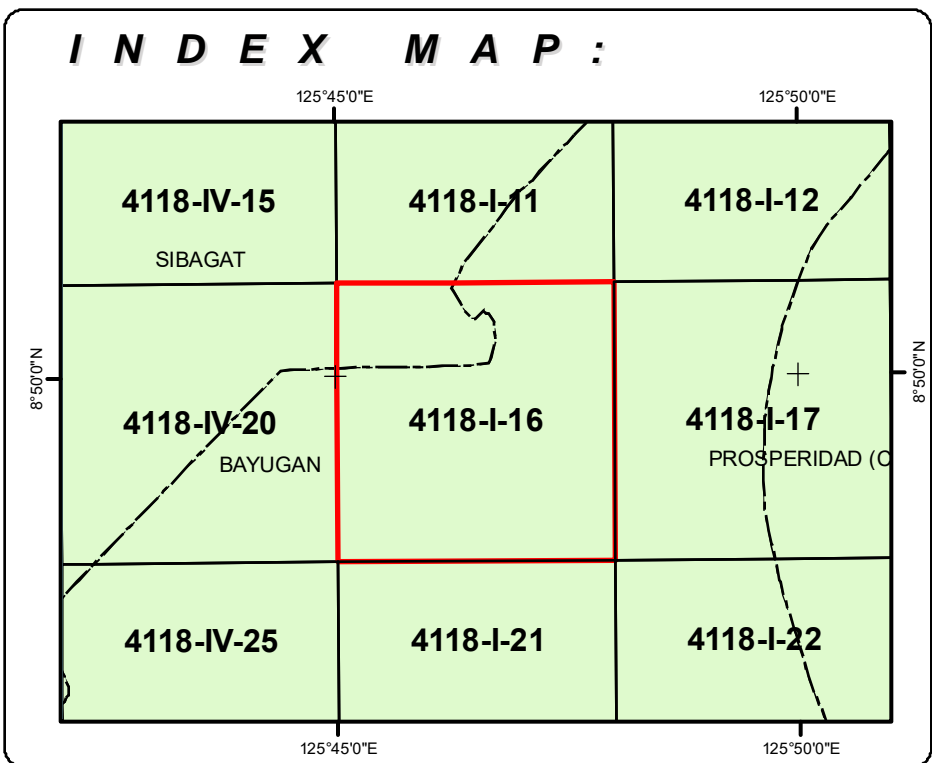 INDEX MAP:
125°45'0"E 125°50'0"E
4118-IV-15 4118-I-11 4118-I-12
SIBAGAT
8°50'0"N 8°50'0"N
4118-IV-20 4118-I-16 4118-I-17
BAYUGAN PROSPERIDAD (C
4118-IV-25 4118-I-21 4118-I-22
125°45'0"E 125°50'0"E